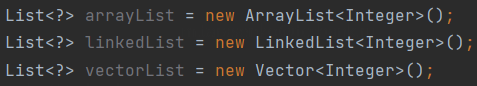 List<?> arrayList = new ArrayList<Integer>();
List<?> linkedList = new LinkedList<Integer>();
List<?> vectorList = new Vector<Integer>();